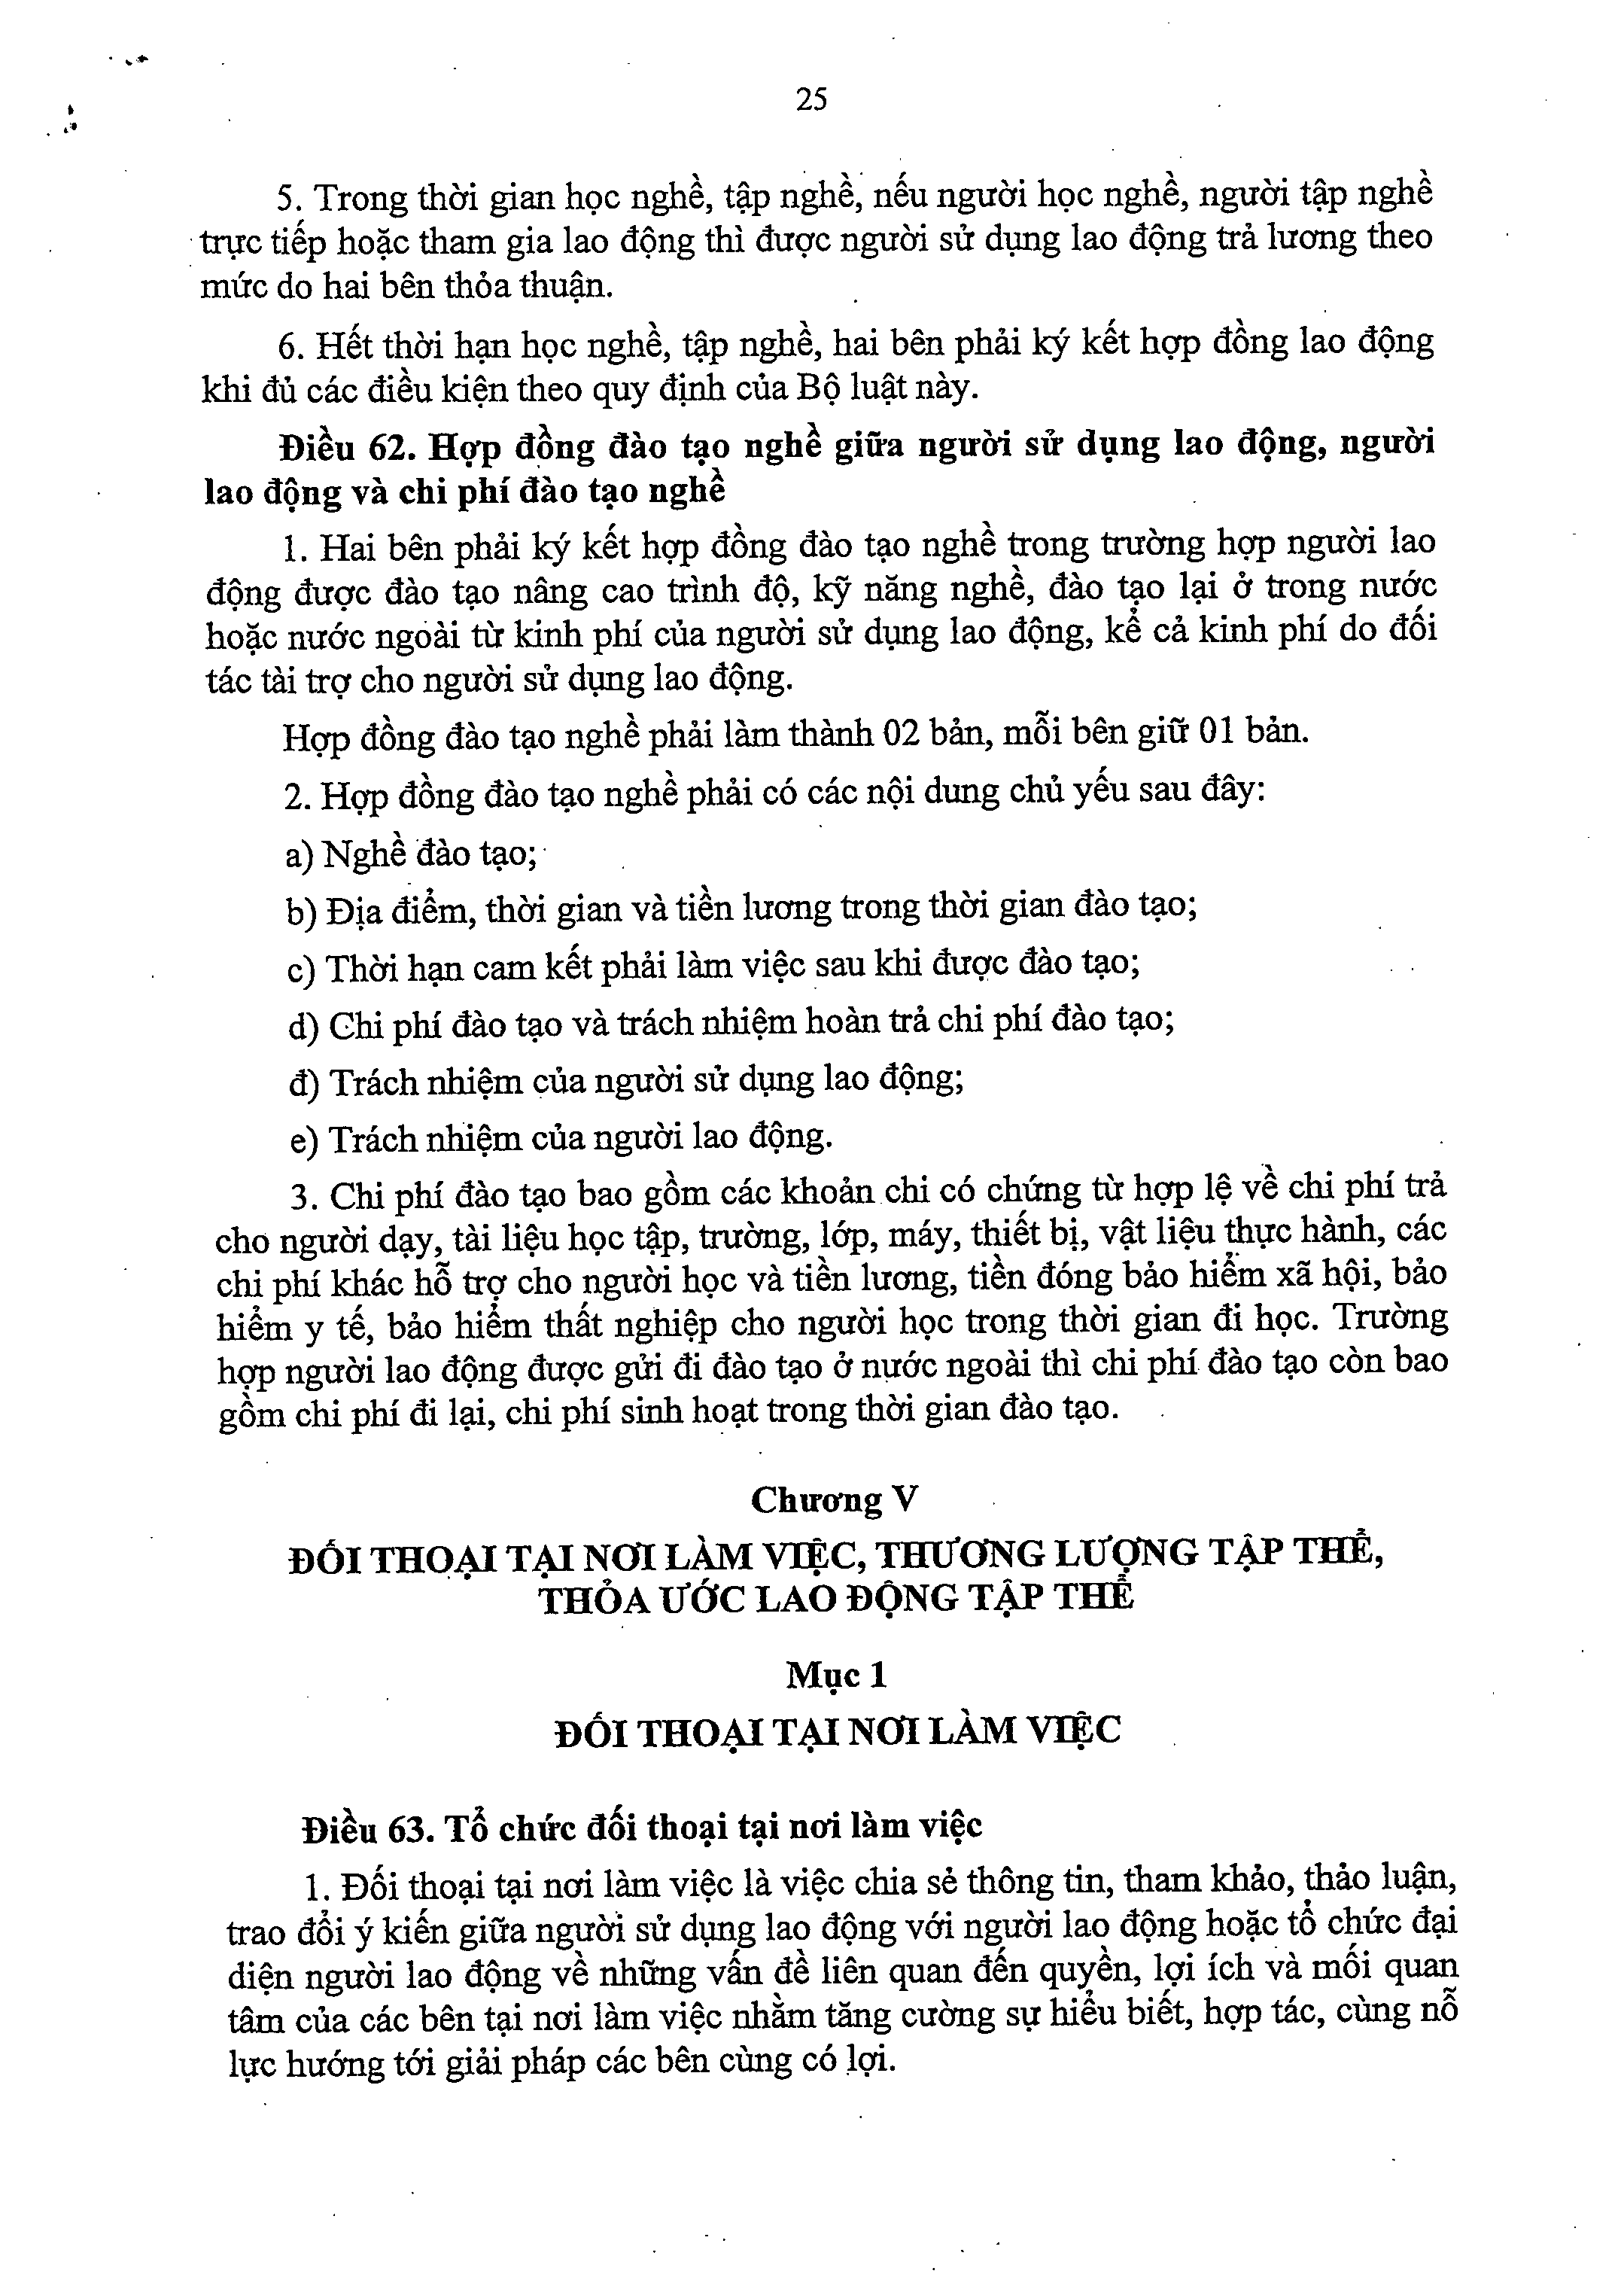 25
5. Trong thời gian học nghề, tập nghề, nếu người học nghề, người tập nghề
trực tiếp hoặc tham gia lao động thì được người sử dụng lao động trả lương theo
mức do hai bên thỏa thuận.
6. Hết thời hạn học nghề, tập nghề, hai bên phải ký kết hợp đồng lao động
khi đủ các điều kiện theo quy định của Bộ luật này.
Điều 62. Hợp đồng đào tạo nghề giữa người sử dụng lao động, người
lao động và chi phí đào tạo nghề
1. Hai bên phải ký kết hợp đồng đào tạo nghề trong trường hợp người lao
động được đào tạo nâng cao trình độ, kỹ năng nghề, đào tạo lại ở trong nước
hoặc nước ngoài từ kinh phí của người sử dụng lao động, kể cả kinh phí do đối
tác tài trợ cho người sử dụng lao động.
Hợp đồng đào tạo nghề phải làm thành 02 bản, mỗi bên giữ 01 bản.
2. Hợp đồng đào tạo nghề phải có các nội dung chủ yếu sau đây:
a) Nghề đào tạo;
b) Địa điểm, thời gian và tiền lương trong thời gian đào tạo;
c) Thời hạn cam kết phải làm việc sau khi được đào tạo;
d) Chi phí đào tạo và trách nhiệm hoàn trả chi phí đào tạo;
đ) Trách nhiệm của người sử dụng lao động;
e) Trách nhiệm của người lao động.
3. Chi phí đào tạo bao gồm các khoản chi có chứng từ hợp lệ về chi phí trả
cho người dạy, tài liệu học tập, trường, lớp, máy, thiết bị, vật liệu thực hành, các
chi phí khác hỗ trợ cho người học và tiền lương, tiền đóng bảo hiểm xã hội, bảo
hiểm y tế, bảo hiểm thất nghiệp cho người học trong thời gian đi học. Trường
hợp người lao động được gửi đi đào tạo ở nước ngoài thì chi phí đào tạo còn bao
gồm chi phí đi lại, chi phí sinh hoạt trong thời gian đào tạo.
Chương V
ĐỐI THOẠI TẠI NƠI LÀM VIỆC, THƯƠNG LƯỢNG TẬP THỂ,
THỎA ƯỚC LAO ĐỘNG TẬP THỂ
Mục 1
ĐỐI THOẠI TẠI NƠI LÀM VIỆC
Điều 63. Tổ chức đối thoại tại nơi làm việc
1. Đối thoại tại nơi làm việc là việc chia sẻ thông tin, tham khảo, thảo luận,
trao đổi ý kiến giữa người sử dụng lao động với người lao động hoặc tổ chức đại
diện người lao động về những vấn đề liên quan đến quyền, lợi ích và mối quan
tâm của các bên tại nơi làm việc nhằm tăng cường sự hiểu biết, hợp tác, cùng nỗ
lực hướng tới giải pháp các bên cùng có lợi.